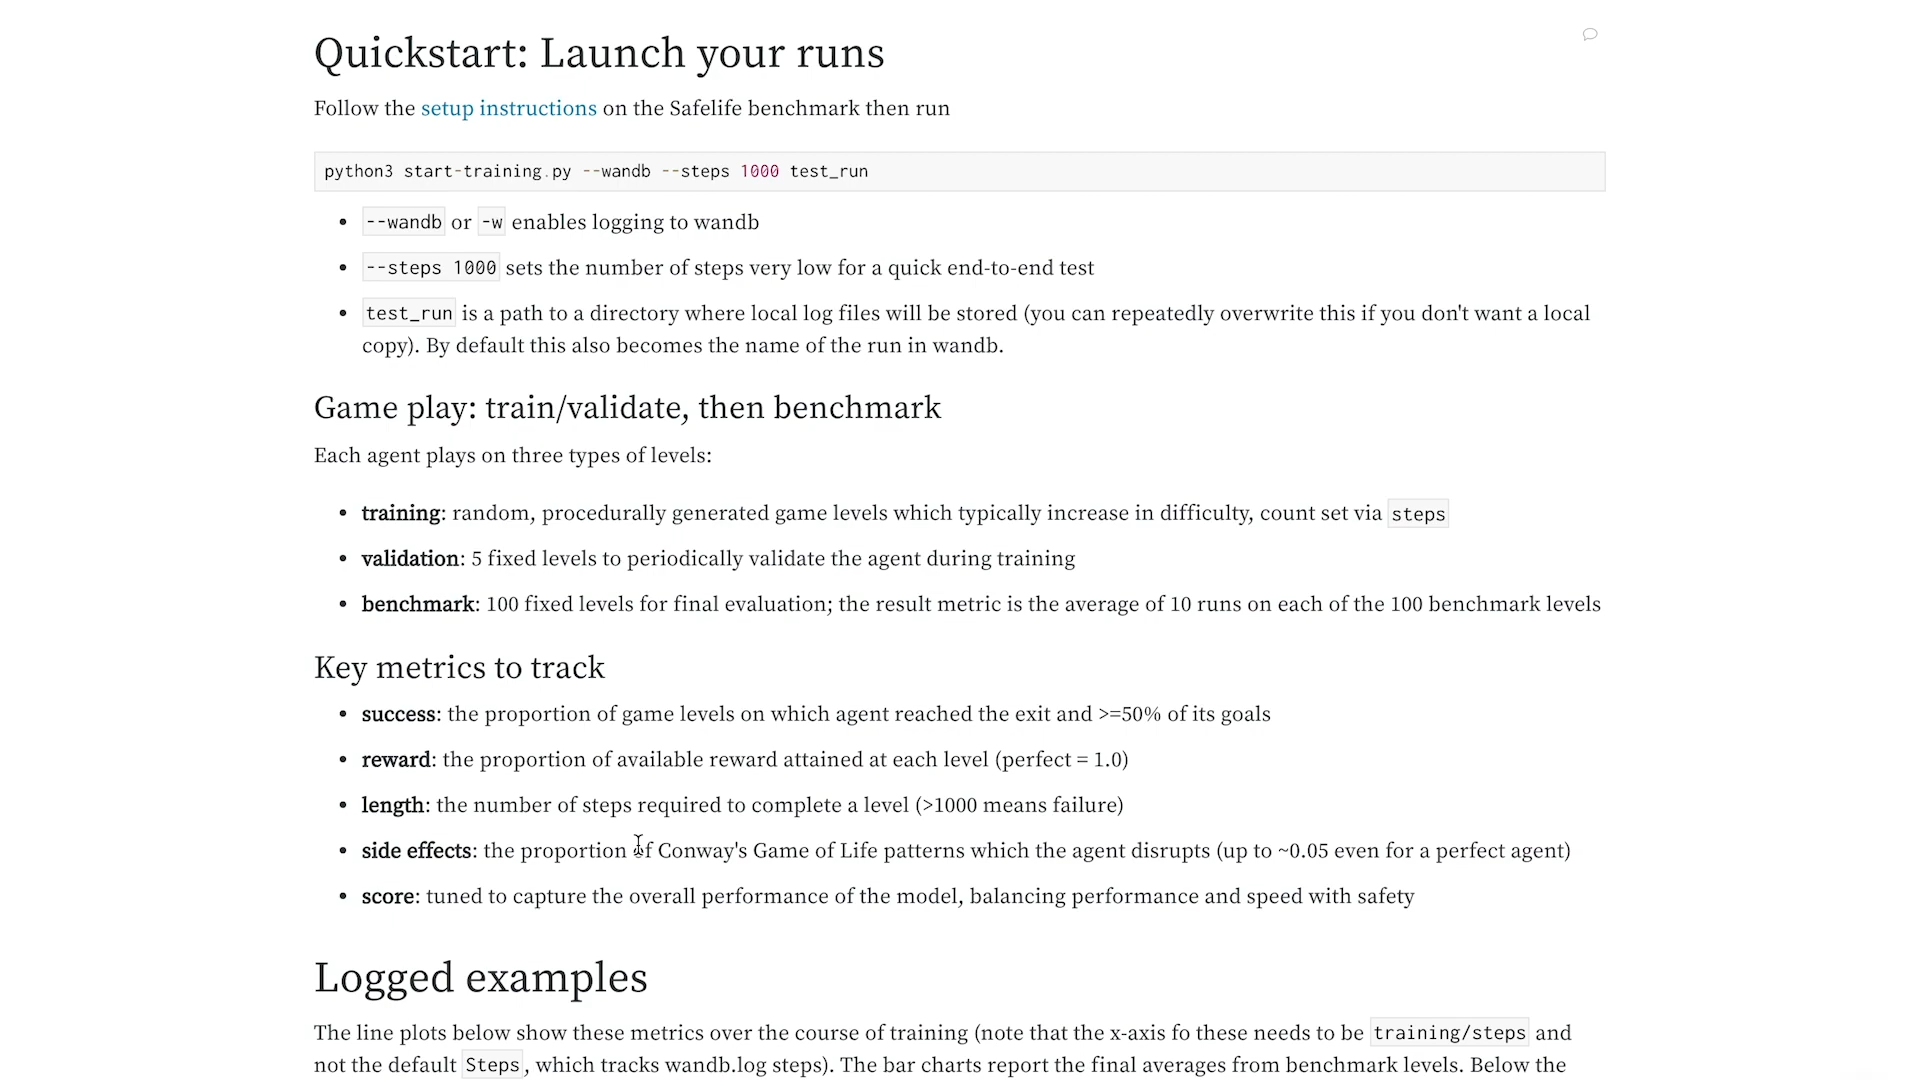 Quickstart: Launch your runs
Follow the setup instructions on the Safelife benchmark then run
python3 start-training.py --wandb --steps 1000 test_run
• --wandb or -w enables logging to wandb
• --steps 1000 sets the number of steps very low for a quick end-to-end test
• test_run is a path to a directory where local log files will be stored (you can repeatedly overwrite this if you don't want a local
copy). By default this also becomes the name of the run in wandb.
Game play: train/validate, then benchmark
Each agent plays on three types of levels:
• training: random, procedurally generated game levels which typically increase in difficulty, count set via steps
• validation: 5 fixed levels to periodically validate the agent during training
• benchmark: 100 fixed levels for final evaluation; the result metric is the average of 10 runs on each of the 100 benchmark levels
Key metrics to track
• success: the proportion of game levels on which agent reached the exit and >=50% of its goals
• reward: the proportion of available reward attained at each level (perfect = 1.0)
• length: the number of steps required to complete a level (>1000 means failure)
• side effects: the proportion of Conway's Game of Life patterns which the agent disrupts (up to ~0.05 even for a perfect agent)
• score: tuned to capture the overall performance of the model, balancing performance and speed with safety
Logged examples
The line plots below show these metrics over the course of training (note that the x-axis fo these needs to be training/steps and
not the default Steps, which tracks wandb.log steps). The bar charts report the final averages from benchmark levels. Below the